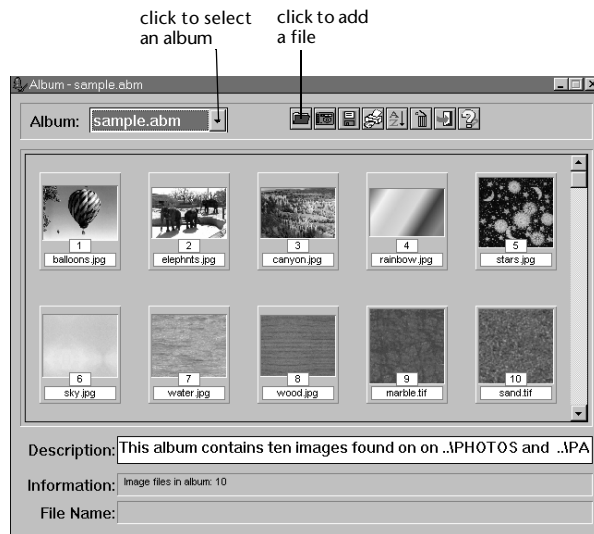 click to select
an album
click to add
a file
Album - sample.abm
Album: sample.abm
1
balloons.jpg
2
elephnts.jpg
3
canyon.jpg
4
rainbow.jpg
5
stars.jpg
6
sky.jpg
7
water.jpg
8
wood.jpg
9
marble.tif
10
sand.tif
Description: This album contains ten images found on on ..\PHOTOS and ..\PA
Information: Image files in album: 10
File Name: